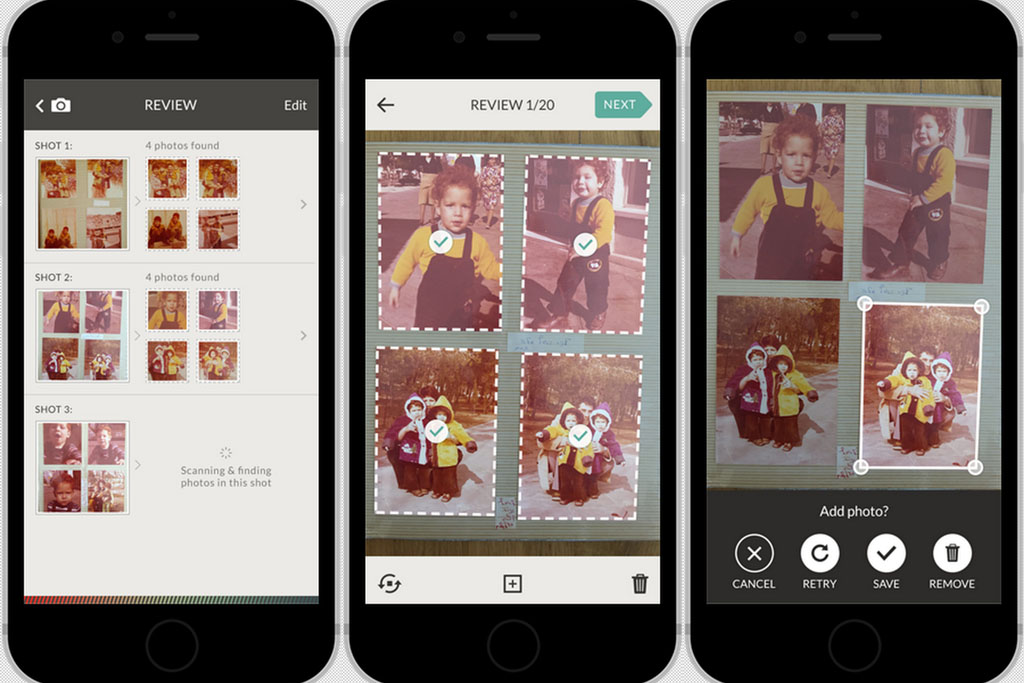 REVIEW
Edit
SHOT 1:
4 photos found
SHOT 2:
4 photos found
SHOT 3:
Scanning & finding
photos in this shot
REVIEW 1/20
NEXT
Add photo?
CANCEL
RETRY
SAVE
REMOVE